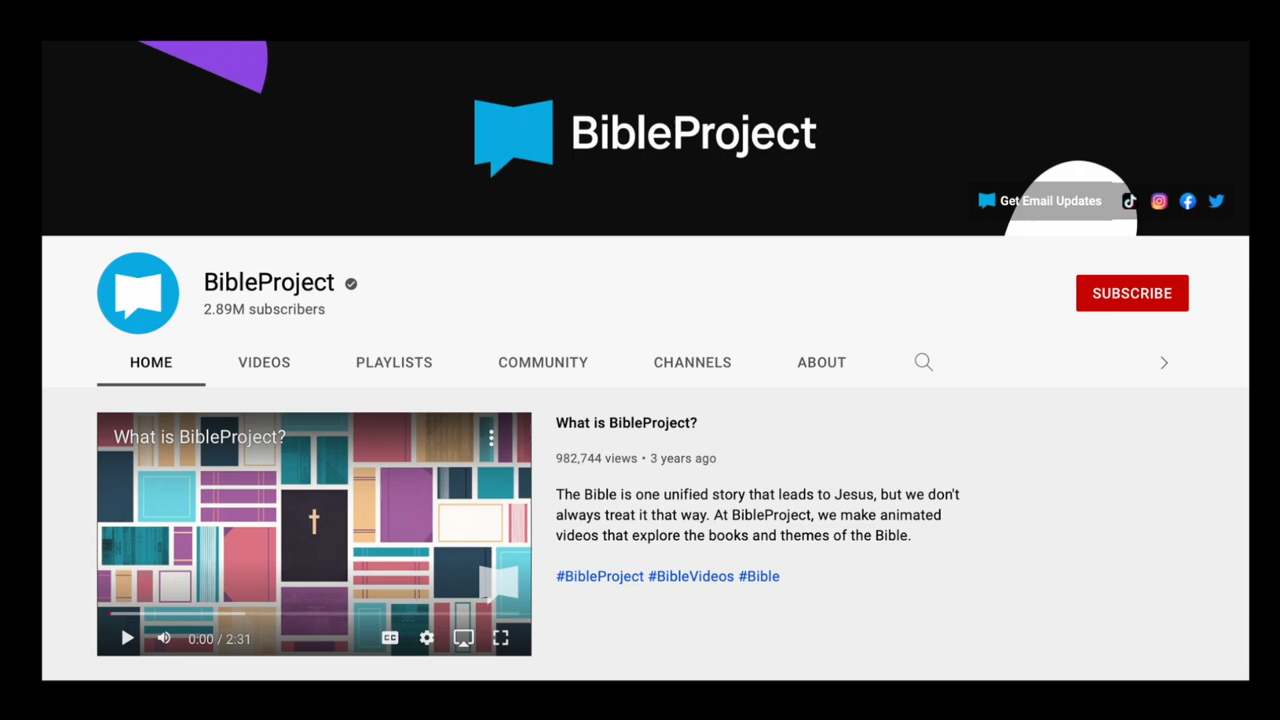 BibleProject
Get Email Updates
BibleProject
2.89M subscribers
SUBSCRIBE
HOME VIDEOS PLAYLISTS COMMUNITY CHANNELS ABOUT
What is BibleProject?
0:00 / 2:31
CC
What is BibleProject?
982,744 views • 3 years ago
The Bible is one unified story that leads to Jesus, but we don't
always treat it that way. At BibleProject, we make animated
videos that explore the books and themes of the Bible.
#BibleProject #BibleVideos #Bible